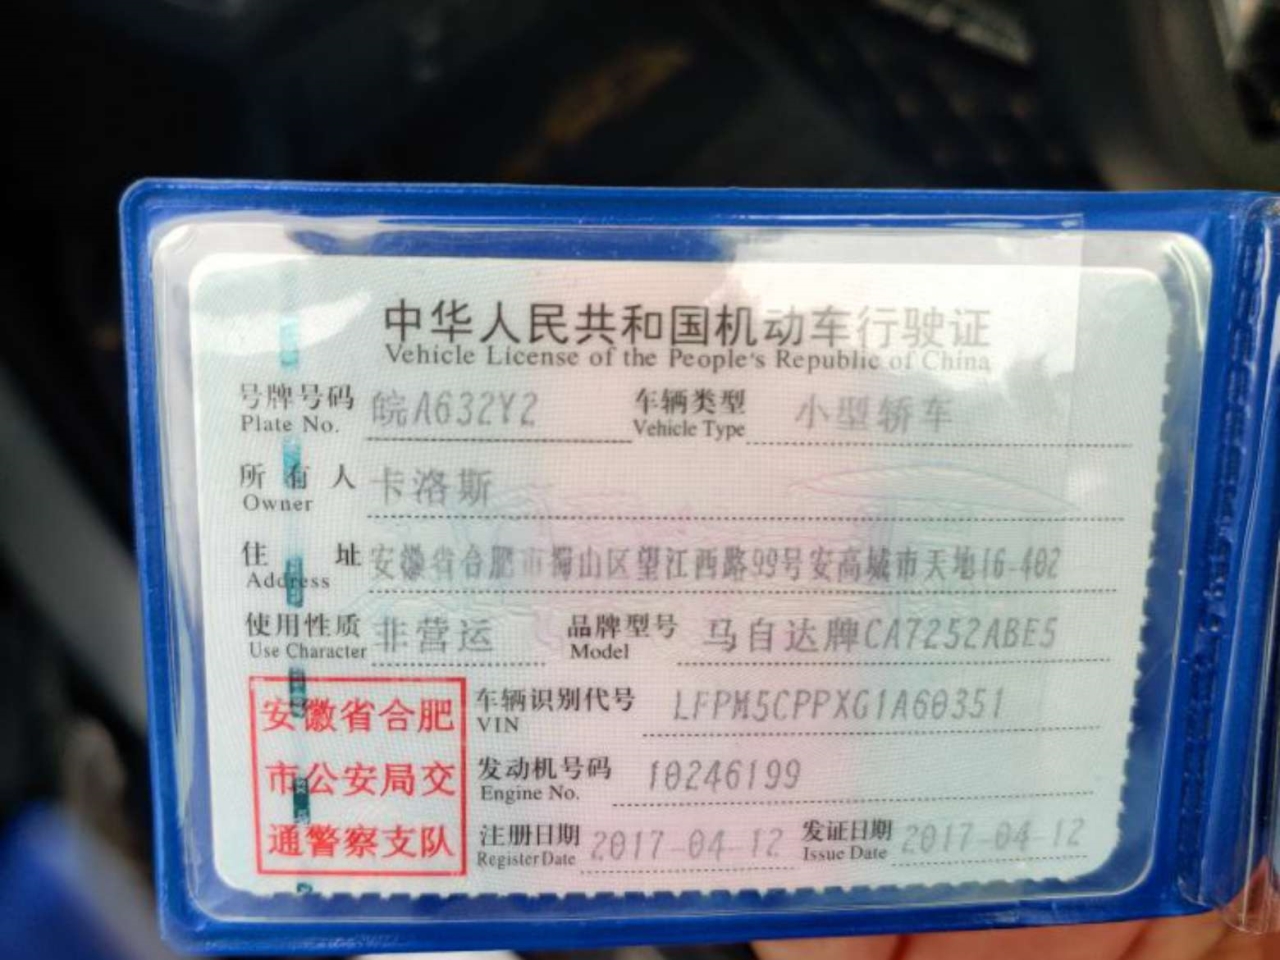 中华人民共和国机动车行驶证
Vehicle License of the People's Republic of China
号牌号码 皖A632Y2 车辆类型 小型轿车
Plate No. Vehicle Type
所有人 卡洛斯
Owner
住址 安徽省合肥市蜀山区望江西路99号安高城市天地16-402
Address
使用性质 非营运 品牌型号 马自达牌CA7252ABE5
Use Character Model
安徽省合肥 车辆识别代号 LFPM5CPPXG1A60351
VIN
市公安局交 发动机号码 10246199
Engine No.
通警察支队 注册日期 2017-04-12 发证日期 2017-04-12
Register Date Issue Date